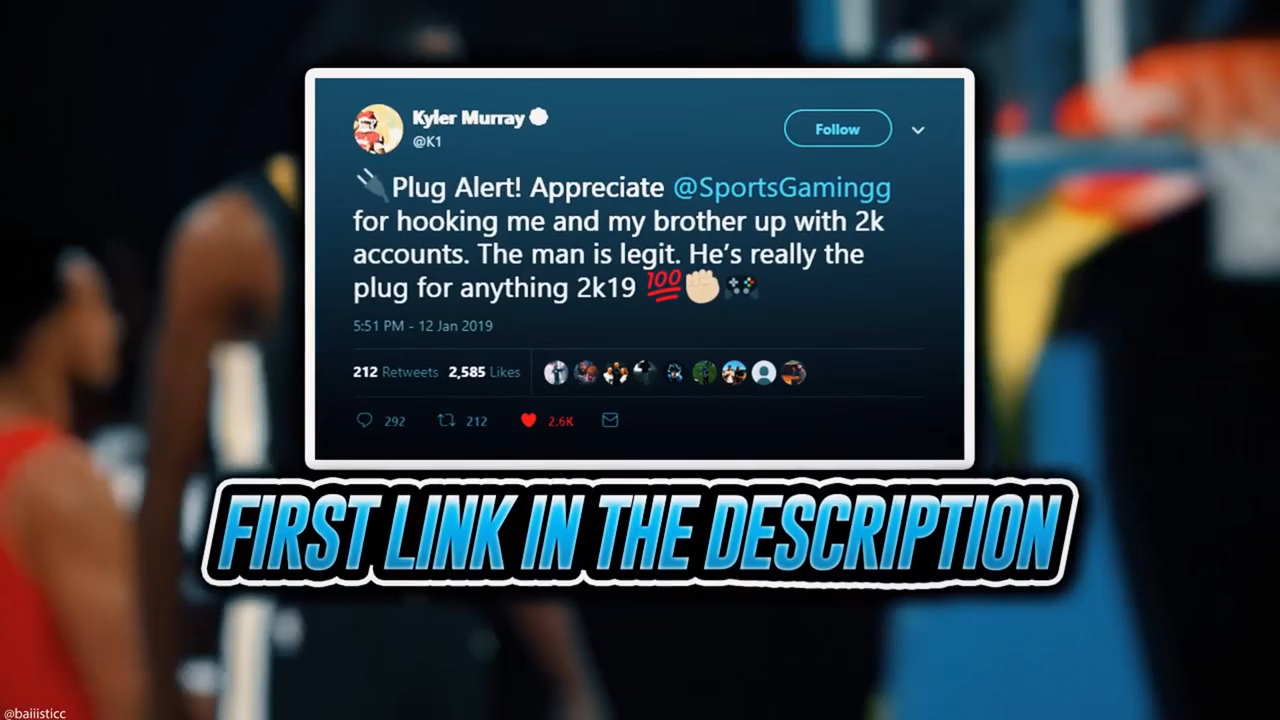 Kyler Murray
@K1
Follow
🔌Plug Alert! Appreciate @SportsGamingg
for hooking me and my brother up with 2k
accounts. The man is legit. He’s really the
plug for anything 2k19 💯✊🏼🎮
5:51 PM - 12 Jan 2019
212 Retweets 2,585 Likes
292 212 2.6K
FIRST LINK IN THE DESCRIPTION
@baiiisticc